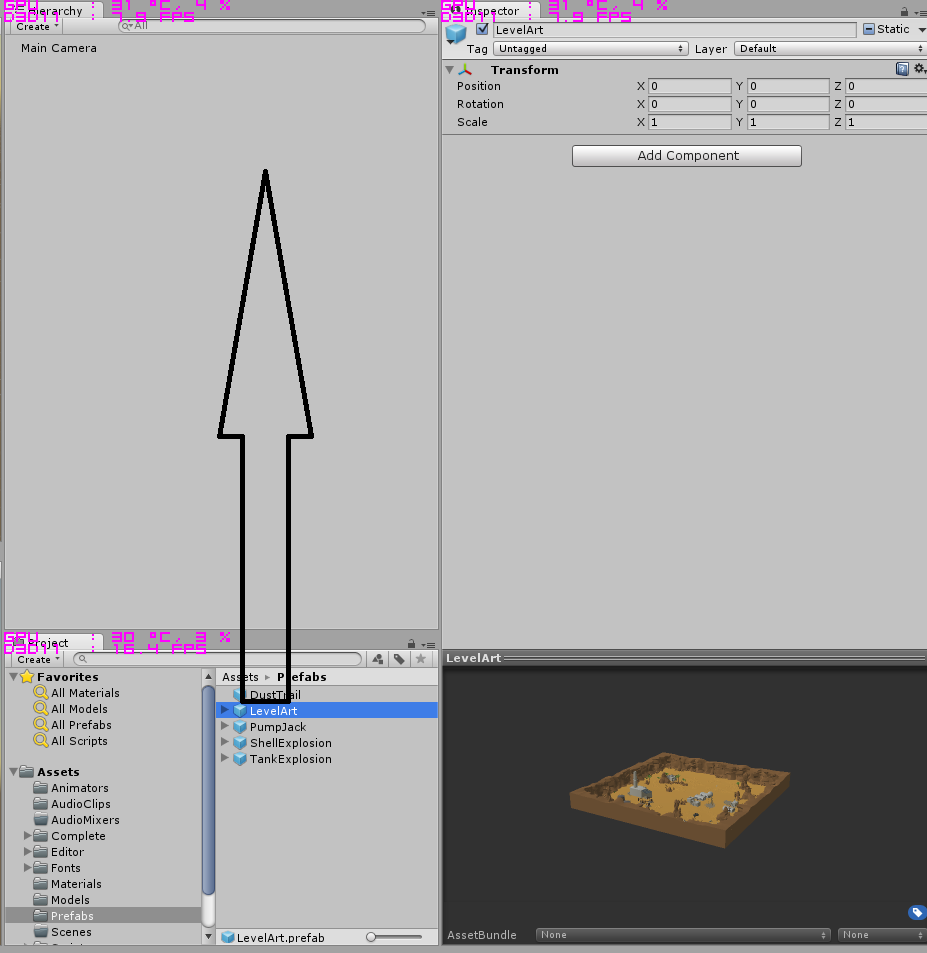 Hierarchy
GPU : 31 °C, 4 %
D3D11 : 1.9 FPS
Create
All
Main Camera
Inspector
GPU : 31 °C, 4 %
D3D11 : 1.9 FPS
LevelArt
Static
Tag Untagged Layer Default
Transform
Position X 0 Y 0 Z 0
Rotation X 0 Y 0 Z 0
Scale X 1 Y 1 Z 1
Add Component
Project
GPU : 30 °C, 3 %
D3D11 : 16.4 FPS
Create
Favorites
All Materials
All Models
All Prefabs
All Scripts
Assets
Animators
AudioClips
AudioMixers
Complete
Editor
Fonts
Materials
Models
Prefabs
Scenes
Assets Prefabs
DustTrail
LevelArt
PumpJack
ShellExplosion
TankExplosion
LevelArt.prefab
LevelArt
AssetBundle None None